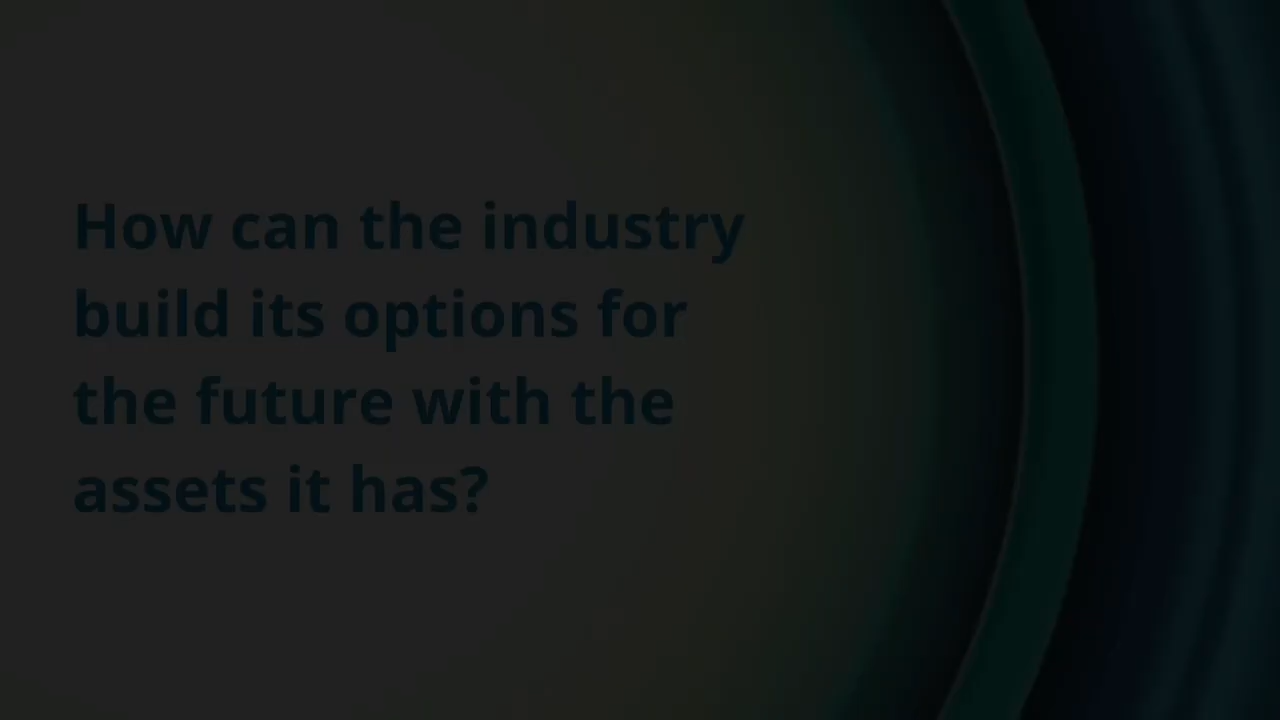 How can the industry
build its options for
the future with the
assets it has?